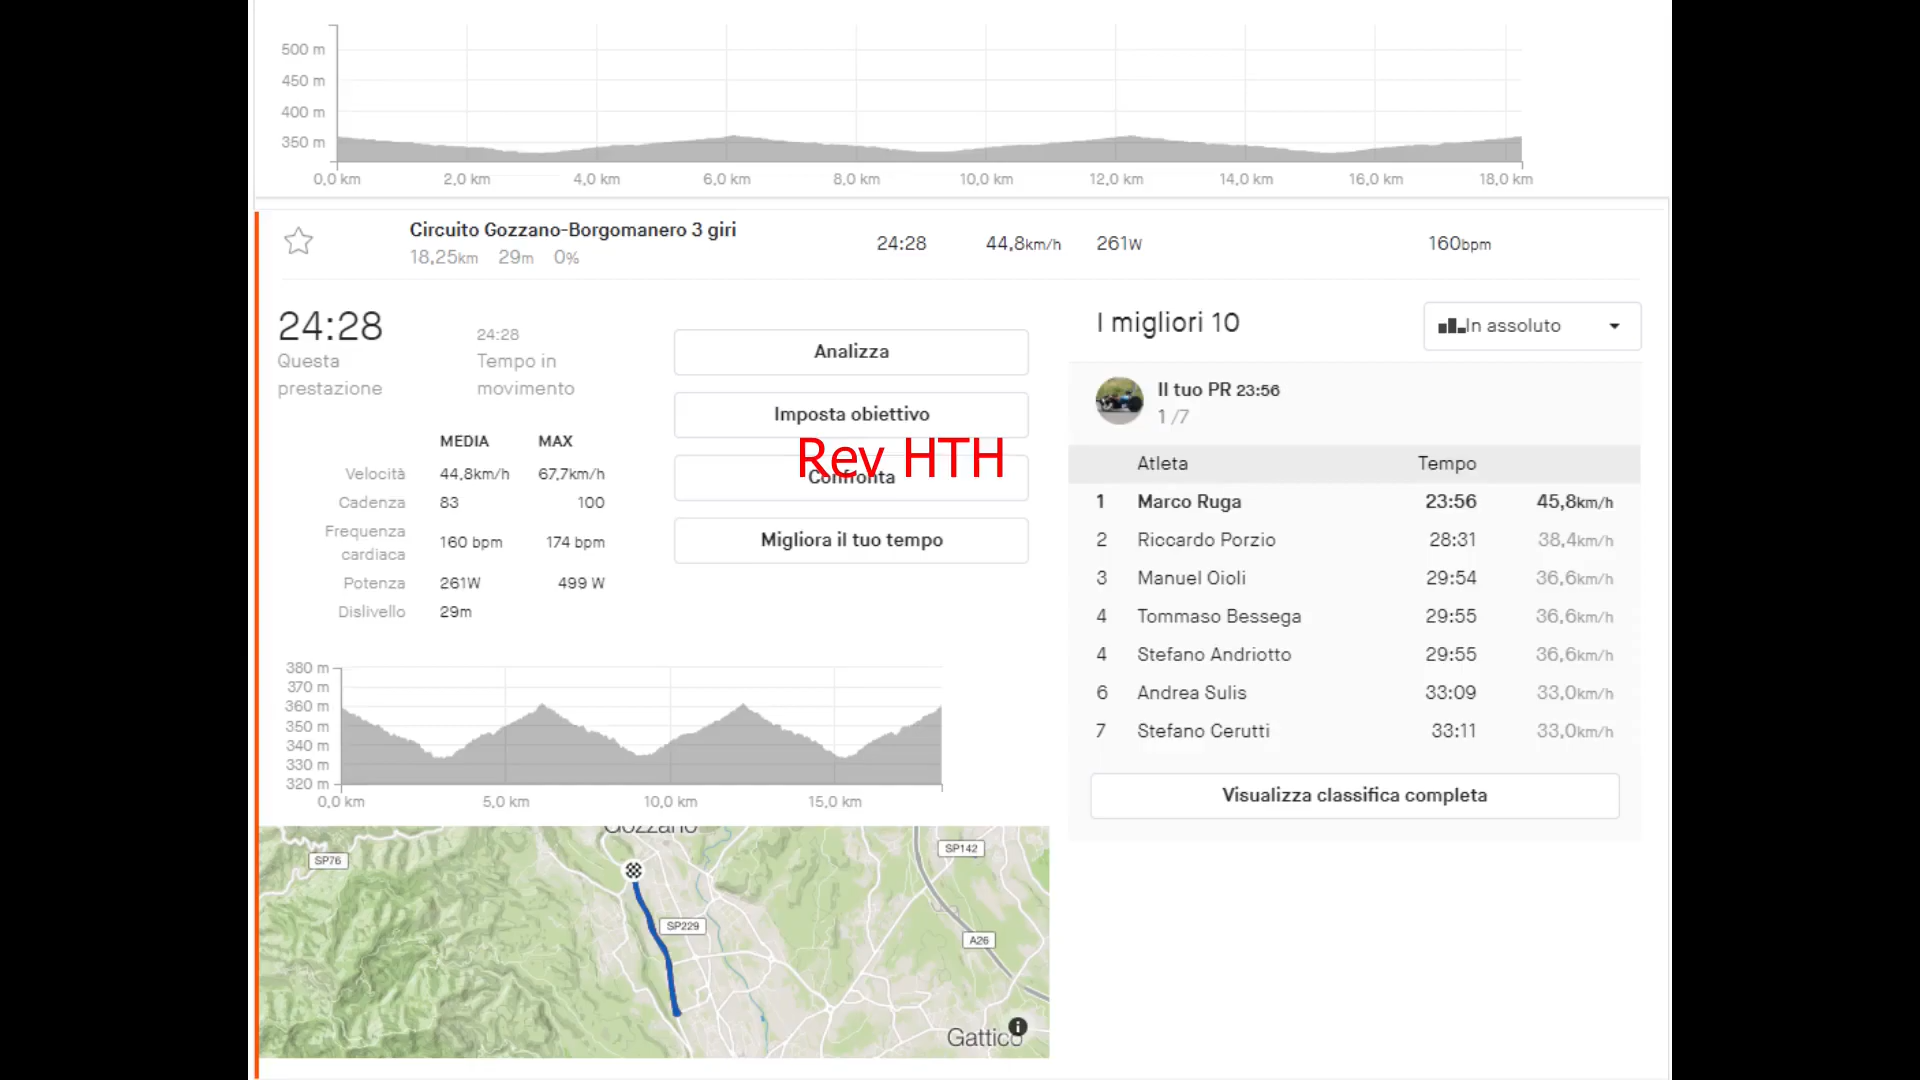 500 m
450 m
400 m
350 m
0,0 km 2,0 km 4,0 km 6,0 km 8,0 km 10,0 km 12,0 km 14,0 km 16,0 km 18,0 km
Circuito Gozzano-Borgomanero 3 giri
18,25km 29m 0%
24:28 44,8km/h 261W 160bpm
24:28
Questa
prestazione
24:28
Tempo in
movimento
MEDIA MAX
Velocità 44,8km/h 67,7km/h
Cadenza 83 100
Frequenza
cardiaca 160 bpm 174 bpm
Potenza 261W 499 W
Dislivello 29m
Analizza
Imposta obiettivo
Rev HTH
Confronta
Migliora il tuo tempo
I migliori 10
In assoluto
Il tuo PR 23:56
1 /7
Atleta Tempo
1 Marco Ruga 23:56 45,8km/h
2 Riccardo Porzio 28:31 38,4km/h
3 Manuel Oioli 29:54 36,6km/h
4 Tommaso Bessega 29:55 36,6km/h
4 Stefano Andriotto 29:55 36,6km/h
6 Andrea Sulis 33:09 33,0km/h
7 Stefano Cerutti 33:11 33,0km/h
Visualizza classifica completa
380 m
370 m
360 m
350 m
340 m
330 m
320 m
0,0 km 5,0 km 10,0 km 15,0 km
Gozzano
SP76
SP142
SP229
A26
Gattico